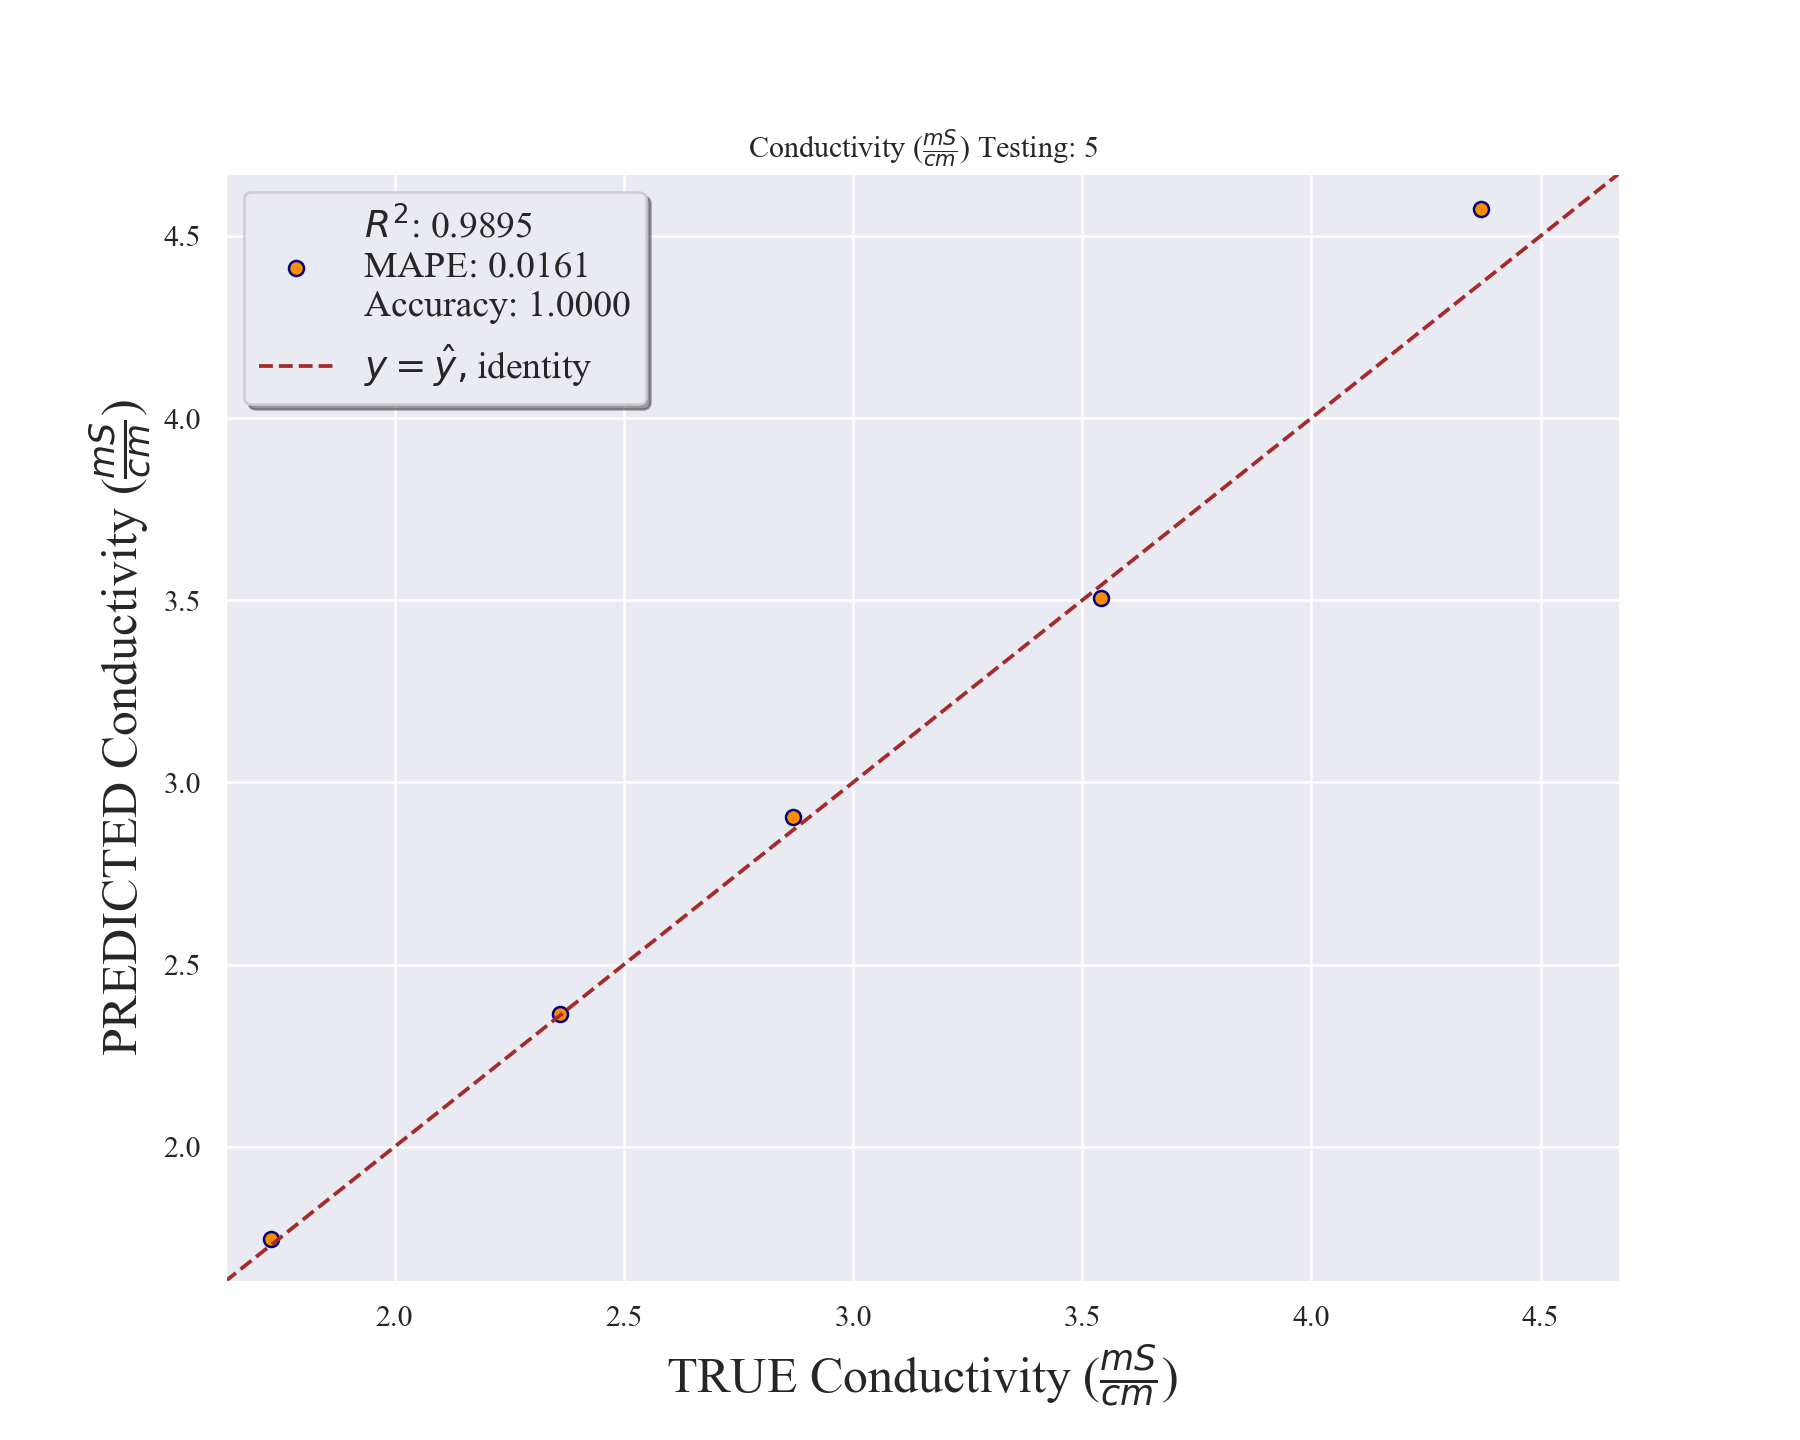 Conductivity (mS/cm) Testing: 5
R²: 0.9895
MAPE: 0.0161
Accuracy: 1.0000
y = ŷ, identity
PREDICTED Conductivity (mS/cm)
4.5
4.0
3.5
3.0
2.5
2.0
2.0 2.5 3.0 3.5 4.0 4.5
TRUE Conductivity (mS/cm)